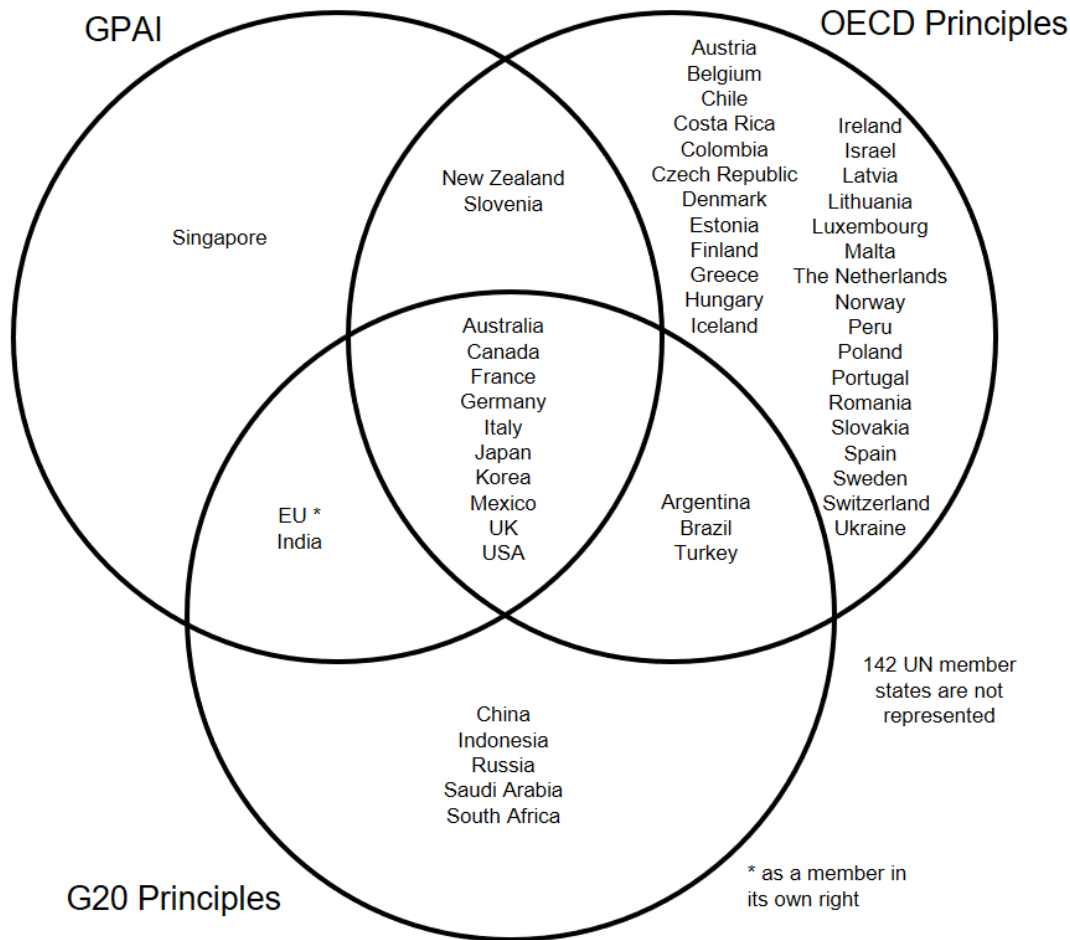 GPAI
OECD Principles
Austria
Belgium
Chile
Costa Rica
Colombia
Czech Republic
Denmark
Estonia
Finland
Greece
Hungary
Iceland
Ireland
Israel
Latvia
Lithuania
Luxembourg
Malta
The Netherlands
Norway
Peru
Poland
Portugal
Romania
Slovakia
Spain
Sweden
Switzerland
Ukraine
New Zealand
Slovenia
Singapore
Australia
Canada
France
Germany
Italy
Japan
Korea
Mexico
UK
USA
EU *
India
Argentina
Brazil
Turkey
China
Indonesia
Russia
Saudi Arabia
South Africa
142 UN member
states are not
represented
G20 Principles
* as a member in
its own right